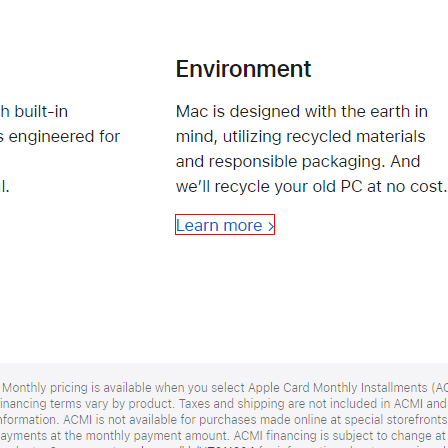 Environment
h built-in
s engineered for
l.
Mac is designed with the earth in
mind, utilizing recycled materials
and responsible packaging. And
we’ll recycle your old PC at no cost.
Learn more >
Monthly pricing is available when you select Apple Card Monthly Installments (AC
inancing terms vary by product. Taxes and shipping are not included in ACMI and
nformation. ACMI is not available for purchases made online at special storefronts
ayments at the monthly payment amount. ACMI financing is subject to change at